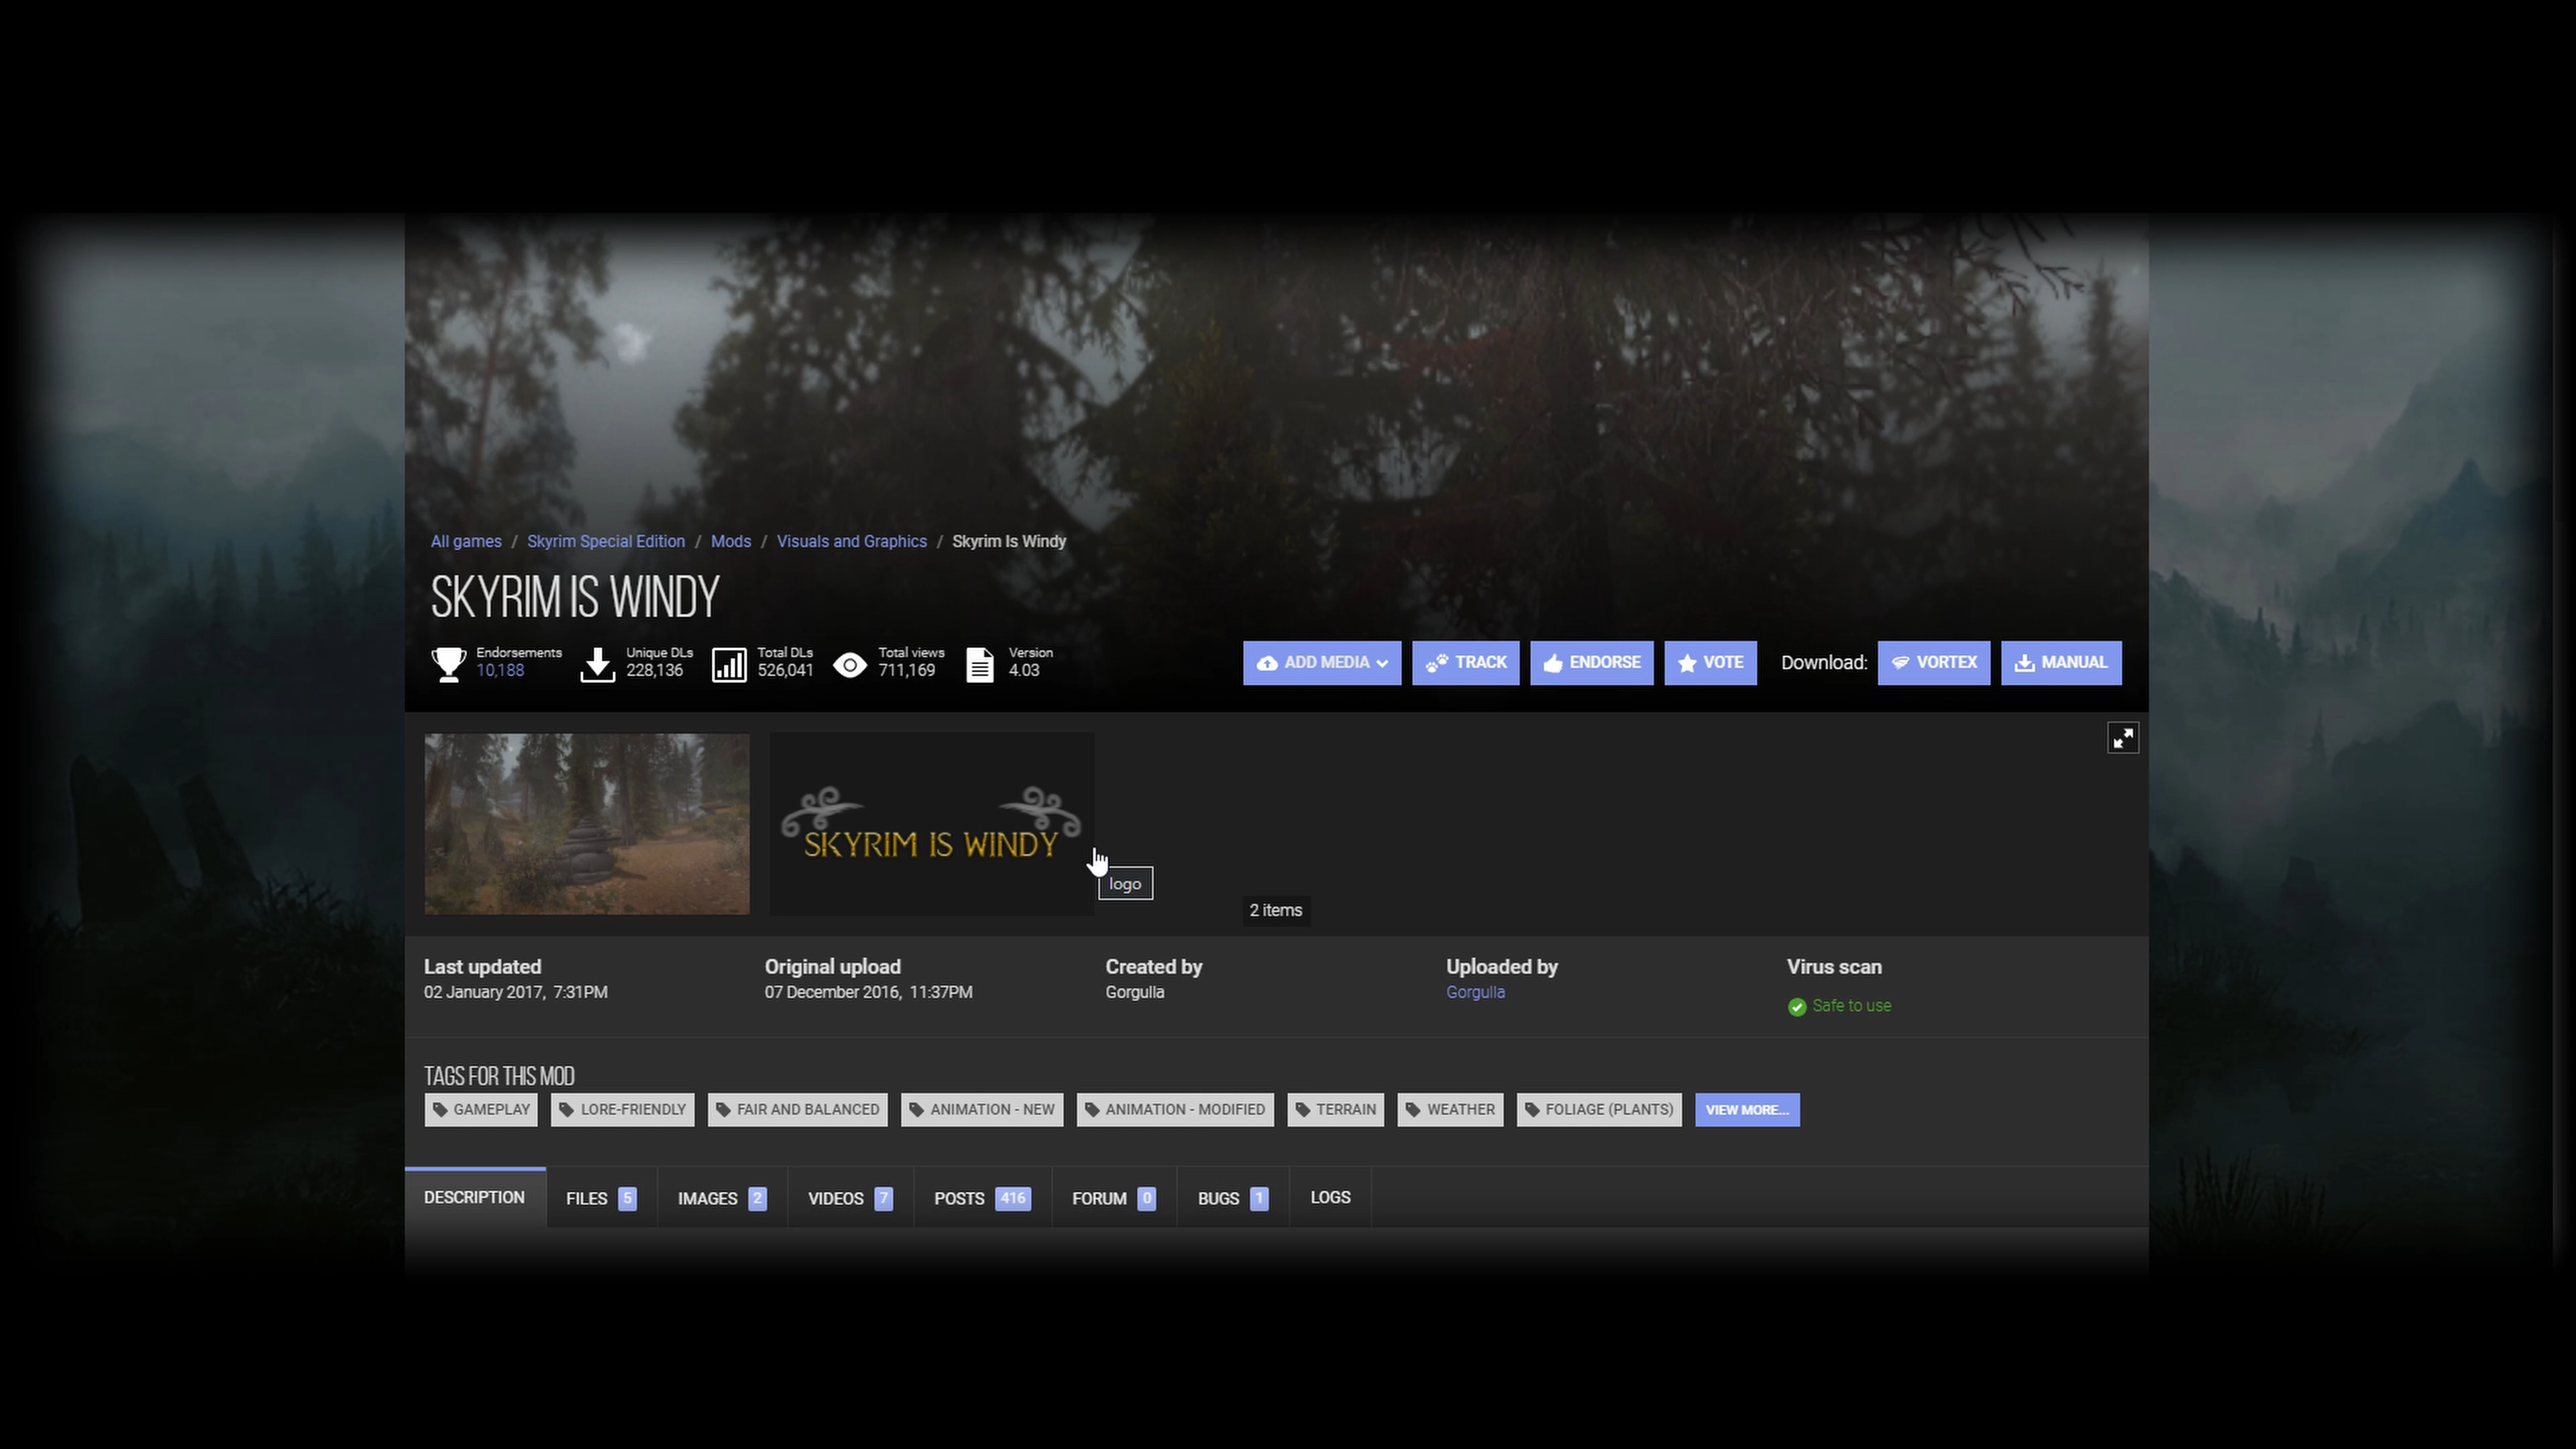 All games / Skyrim Special Edition / Mods / Visuals and Graphics / Skyrim Is Windy
SKYRIM IS WINDY
Endorsements
10,188
Unique DLs
228,136
Total DLs
526,041
Total views
711,169
Version
4.03
ADD MEDIA
TRACK
ENDORSE
VOTE
Download:
VORTEX
MANUAL
SKYRIM IS WINDY
logo
2 items
Last updated
02 January 2017, 7:31PM
Original upload
07 December 2016, 11:37PM
Created by
Gorgulla
Uploaded by
Gorgulla
Virus scan
Safe to use
TAGS FOR THIS MOD
GAMEPLAY
LORE-FRIENDLY
FAIR AND BALANCED
ANIMATION - NEW
ANIMATION - MODIFIED
TERRAIN
WEATHER
FOLIAGE (PLANTS)
VIEW MORE...
DESCRIPTION
FILES 5
IMAGES 2
VIDEOS 7
POSTS 416
FORUM 0
BUGS 1
LOGS